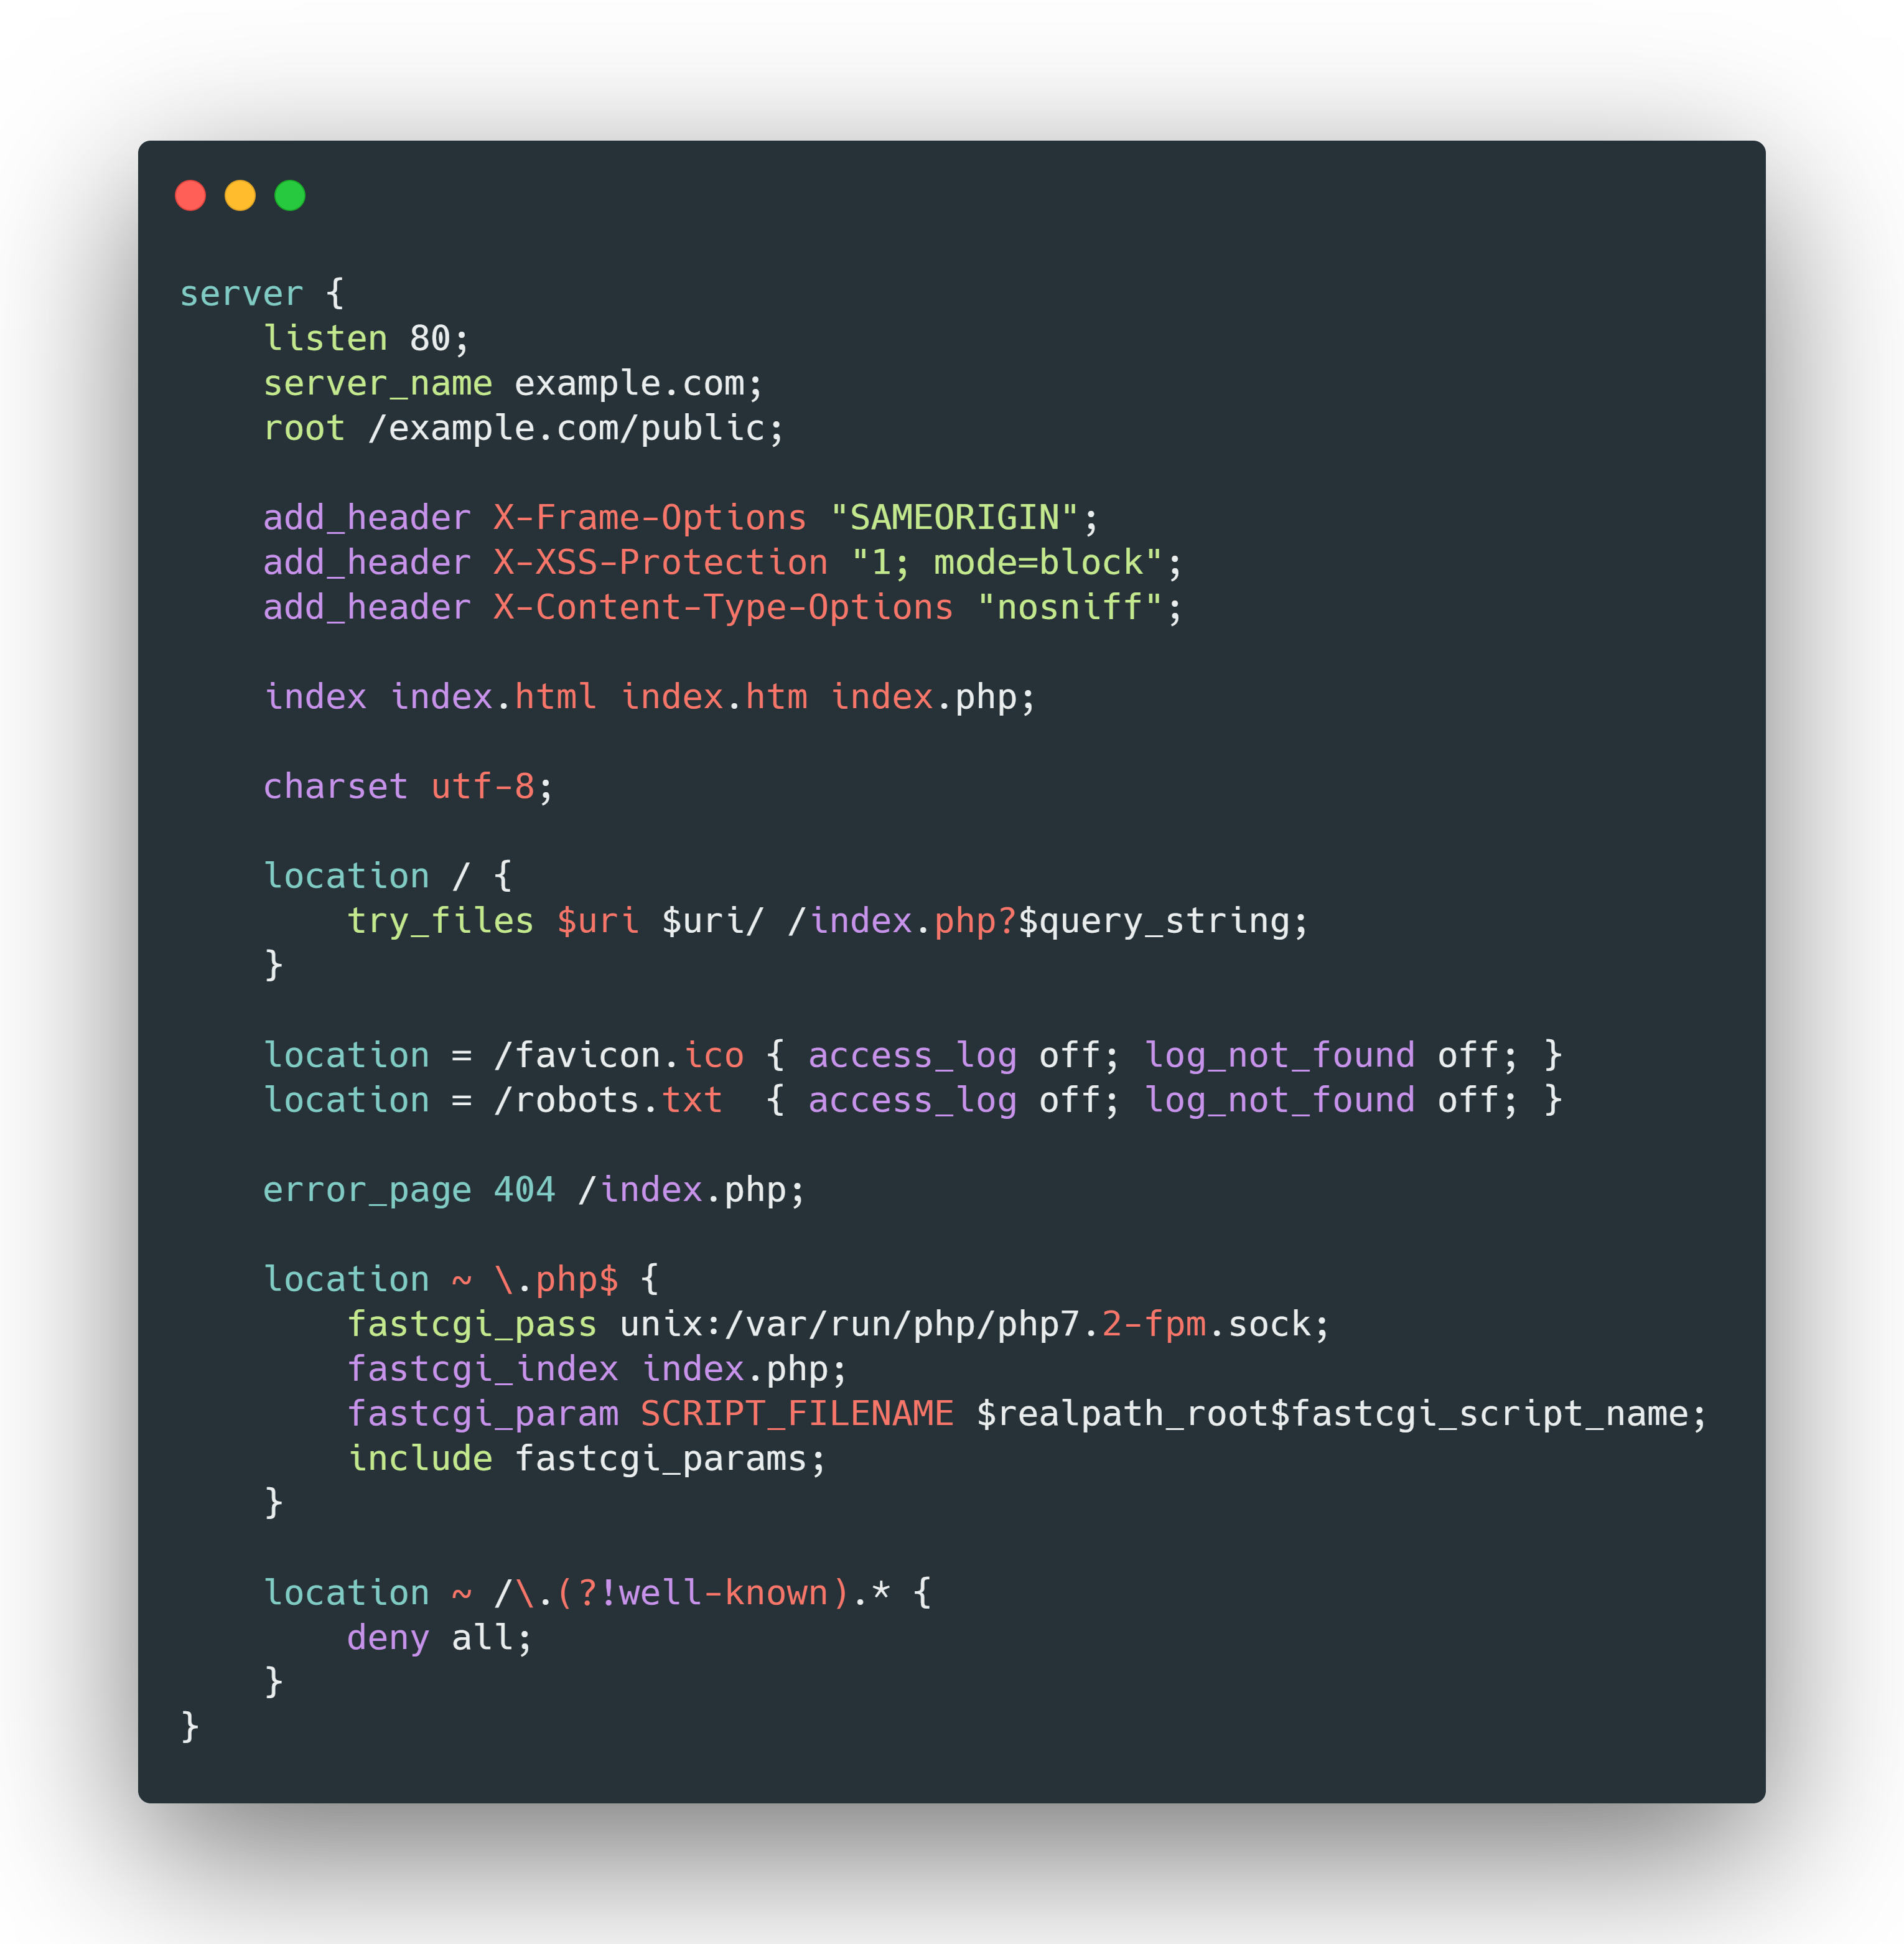 server {
    listen 80;
    server_name example.com;
    root /example.com/public;

    add_header X-Frame-Options "SAMEORIGIN";
    add_header X-XSS-Protection "1; mode=block";
    add_header X-Content-Type-Options "nosniff";

    index index.html index.htm index.php;

    charset utf-8;

    location / {
        try_files $uri $uri/ /index.php?$query_string;
    }

    location = /favicon.ico { access_log off; log_not_found off; }
    location = /robots.txt  { access_log off; log_not_found off; }

    error_page 404 /index.php;

    location ~ \.php$ {
        fastcgi_pass unix:/var/run/php/php7.2-fpm.sock;
        fastcgi_index index.php;
        fastcgi_param SCRIPT_FILENAME $realpath_root$fastcgi_script_name;
        include fastcgi_params;
    }

    location ~ /\.(?!well-known).* {
        deny all;
    }
}